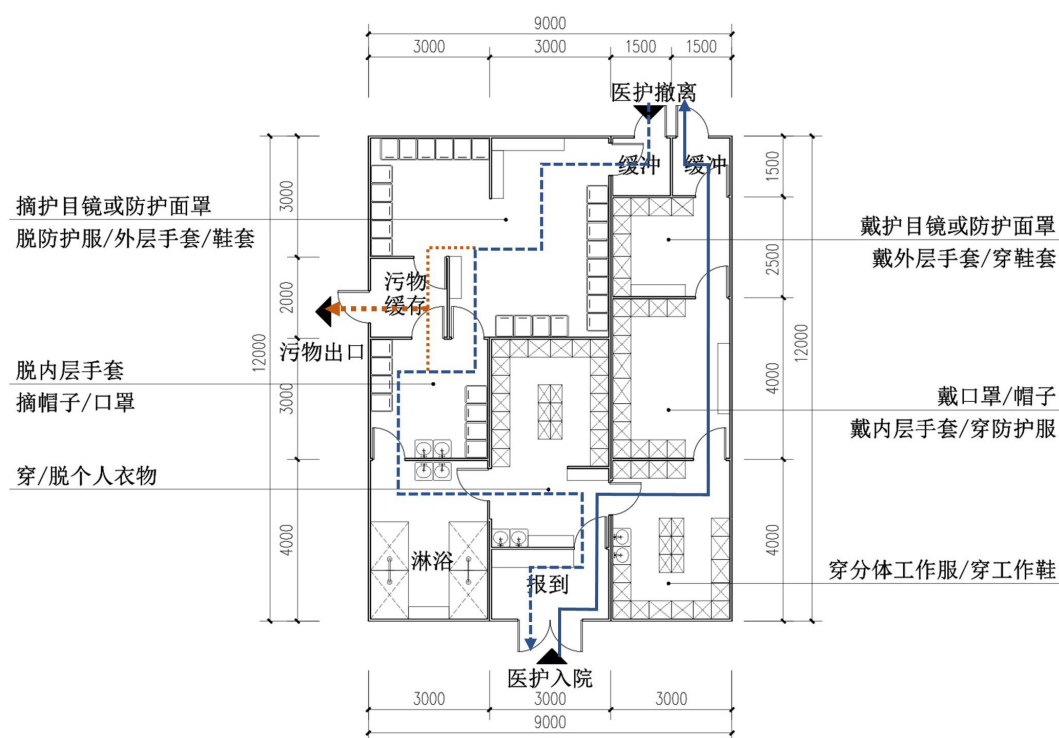 9000
3000
3000
1500
1500
医护撤离
缓冲
缓冲
3000
2000
3000
4000
12000
1500
2500
4000
4000
12000
摘护目镜或防护面罩
脱防护服/外层手套/鞋套
戴护目镜或防护面罩
戴外层手套/穿鞋套
污物
缓存
污物出口
脱内层手套
摘帽子/口罩
戴口罩/帽子
戴内层手套/穿防护服
穿/脱个人衣物
淋浴
报到
穿分体工作服/穿工作鞋
医护入院
3000
3000
3000
9000